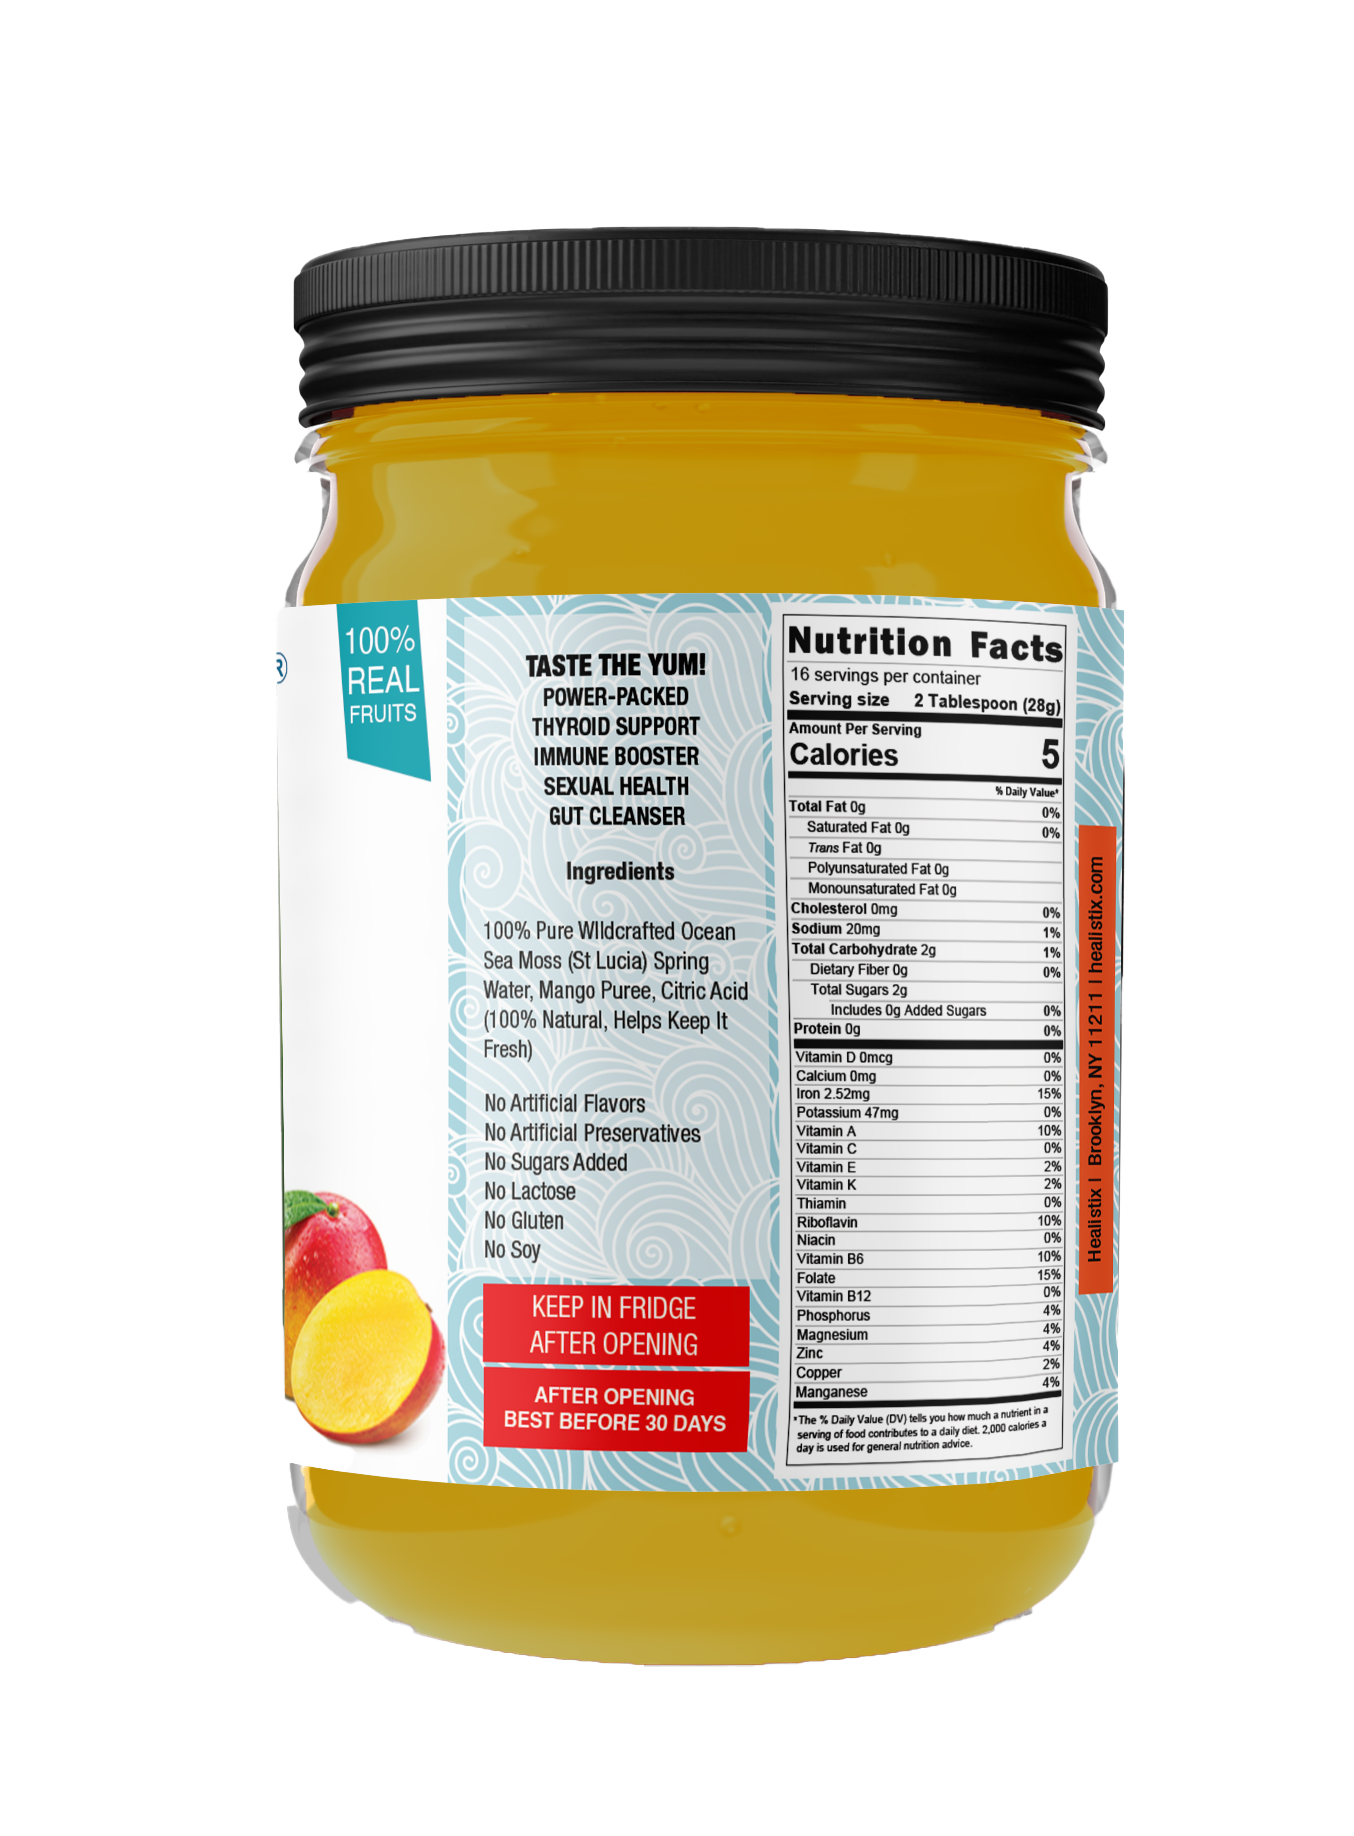 ®
100%
REAL
FRUITS
TASTE THE YUM!
POWER-PACKED
THYROID SUPPORT
IMMUNE BOOSTER
SEXUAL HEALTH
GUT CLEANSER
Ingredients
100% Pure WIldcrafted Ocean
Sea Moss (St Lucia) Spring
Water, Mango Puree, Citric Acid
(100% Natural, Helps Keep It
Fresh)
No Artificial Flavors
No Artificial Preservatives
No Sugars Added
No Lactose
No Gluten
No Soy
KEEP IN FRIDGE
AFTER OPENING
AFTER OPENING
BEST BEFORE 30 DAYS
Nutrition Facts
16 servings per container
Serving size 2 Tablespoon (28g)
Amount Per Serving
Calories 5
% Daily Value*
Total Fat 0g 0%
Saturated Fat 0g 0%
Trans Fat 0g
Polyunsaturated Fat 0g
Monounsaturated Fat 0g
Cholesterol 0mg 0%
Sodium 20mg 1%
Total Carbohydrate 2g 1%
Dietary Fiber 0g 0%
Total Sugars 2g
Includes 0g Added Sugars 0%
Protein 0g 0%
Vitamin D 0mcg 0%
Calcium 0mg 0%
Iron 2.52mg 15%
Potassium 47mg 0%
Vitamin A 10%
Vitamin C 0%
Vitamin E 2%
Vitamin K 2%
Thiamin 0%
Riboflavin 10%
Niacin 0%
Vitamin B6 10%
Folate 15%
Vitamin B12 0%
Phosphorus 4%
Magnesium 4%
Zinc 4%
Copper 2%
Manganese 4%
*The % Daily Value (DV) tells you how much a nutrient in a
serving of food contributes to a daily diet. 2,000 calories a
day is used for general nutrition advice.
Healistix I Brooklyn, NY 11211 I healistix.com